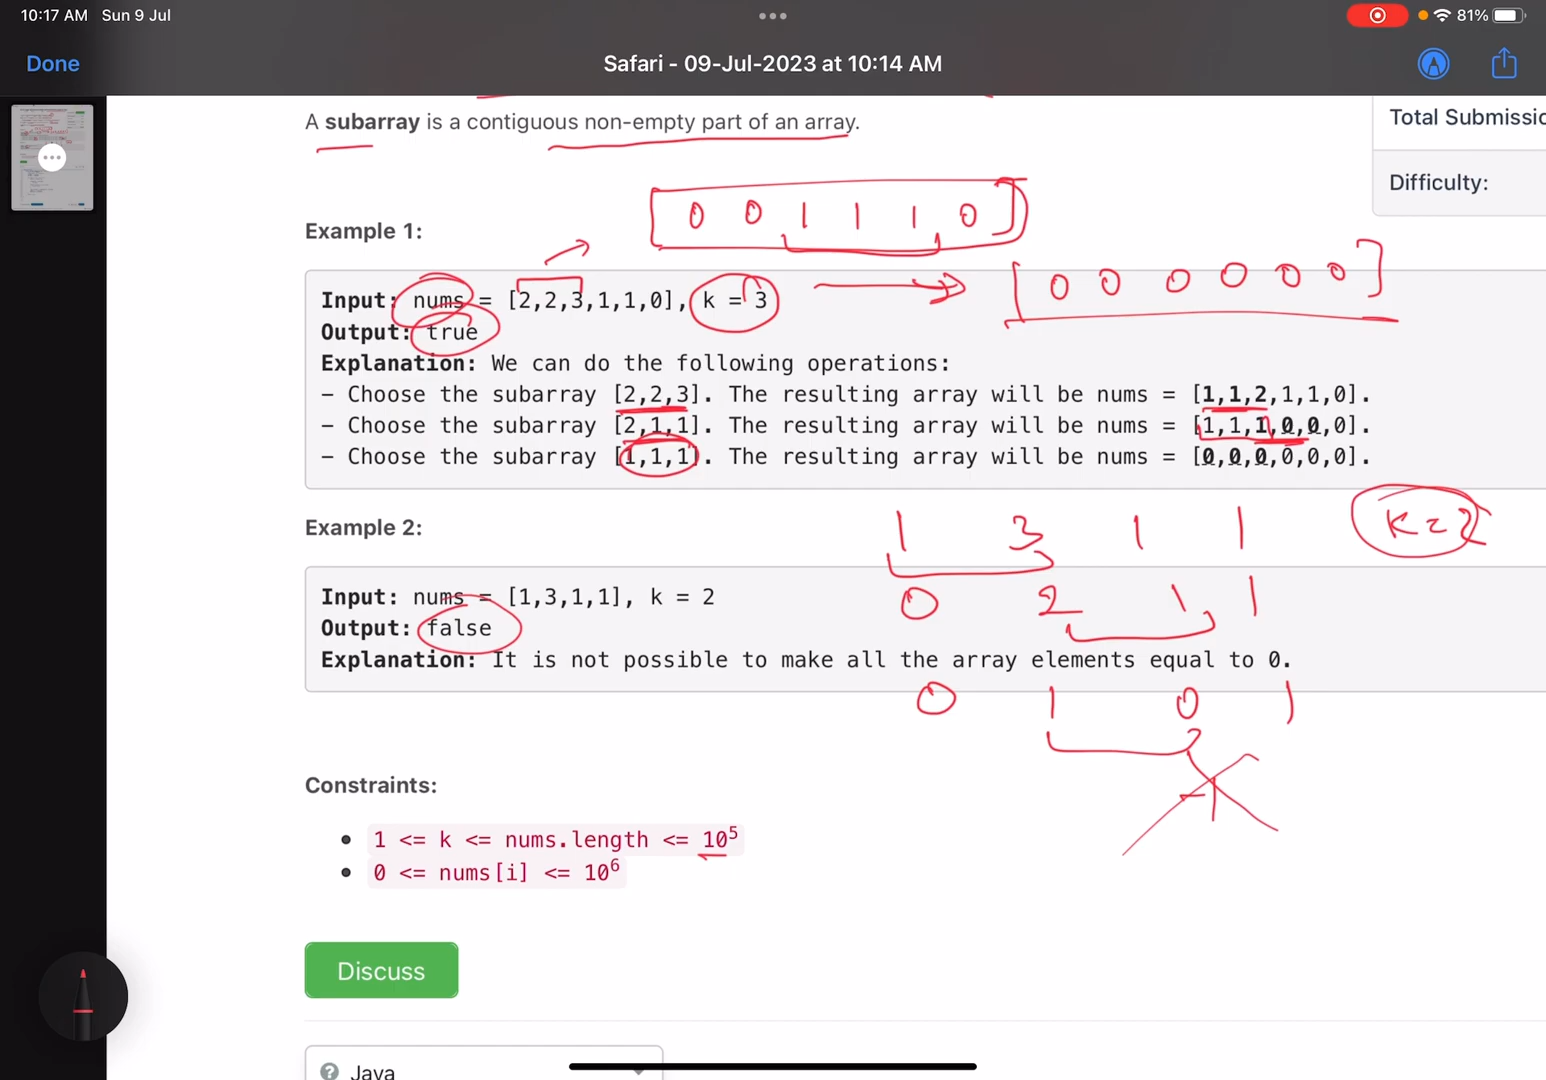 10:17 AM Sun 9 Jul
81%
Done
Safari - 09-Jul-2023 at 10:14 AM
A subarray is a contiguous non-empty part of an array.
Total Submissio
Difficulty:
[0 0 1 1 1 0]
Example 1:
[0 0 0 0 0 0]
Input: nums = [2,2,3,1,1,0], k = 3
Output: true
Explanation: We can do the following operations:
- Choose the subarray [2,2,3]. The resulting array will be nums = [1,1,2,1,1,0].
- Choose the subarray [2,1,1]. The resulting array will be nums = [1,1,1,0,0,0].
- Choose the subarray [1,1,1]. The resulting array will be nums = [0,0,0,0,0,0].
Example 2:
1 3 1 1
K=2
Input: nums = [1,3,1,1], k = 2
0 2 1 1
Output: false
Explanation: It is not possible to make all the array elements equal to 0.
0 1 0 1
-1
Constraints:
1 <= k <= nums.length <= 10⁵
0 <= nums[i] <= 10⁶
Discuss
Java